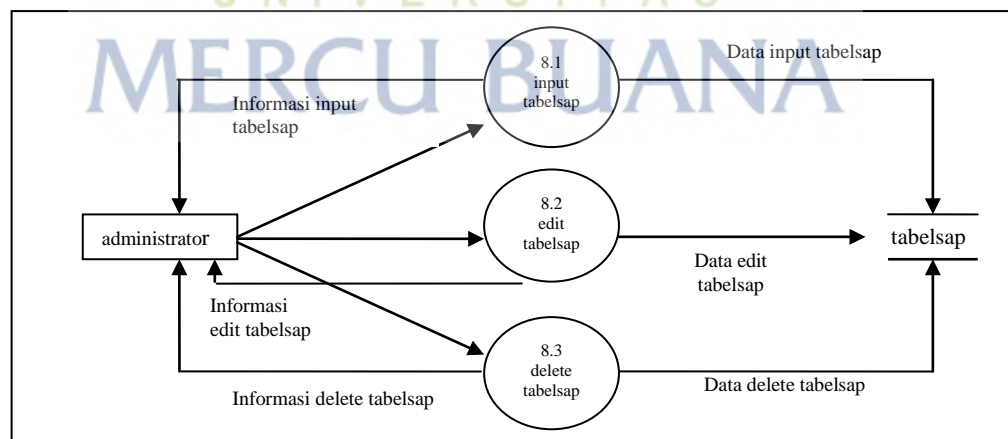 UNIVERSITAS
MERCU BUANA
Data input tabelsap
8.1
input
tabelsap
Informasi input
tabelsap
8.2
edit
tabelsap
administrator
tabelsap
Data edit
tabelsap
Informasi
edit tabelsap
8.3
delete
tabelsap
Informasi delete tabelsap
Data delete tabelsap